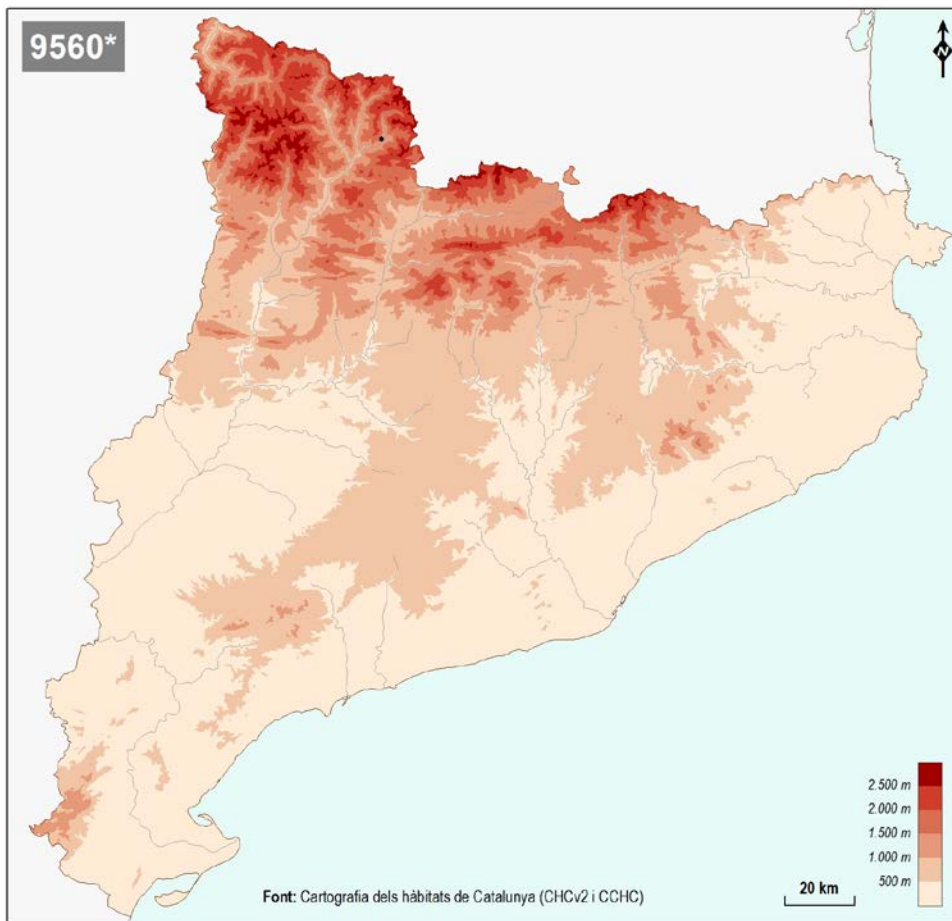 9560*
N
2.500 m
2.000 m
1.500 m
1.000 m
500 m
20 km
Font: Cartografia dels hàbitats de Catalunya (CHCv2 i CCHC)